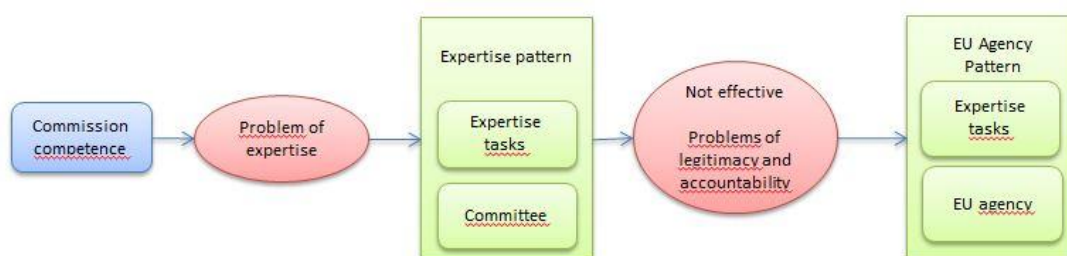 Commission
competence
Problem of
expertise
Expertise pattern
Expertise
tasks
Committee
Not effective
Problems of
legitimacy and
accountability
EU Agency
Pattern
Expertise
tasks
EU agency